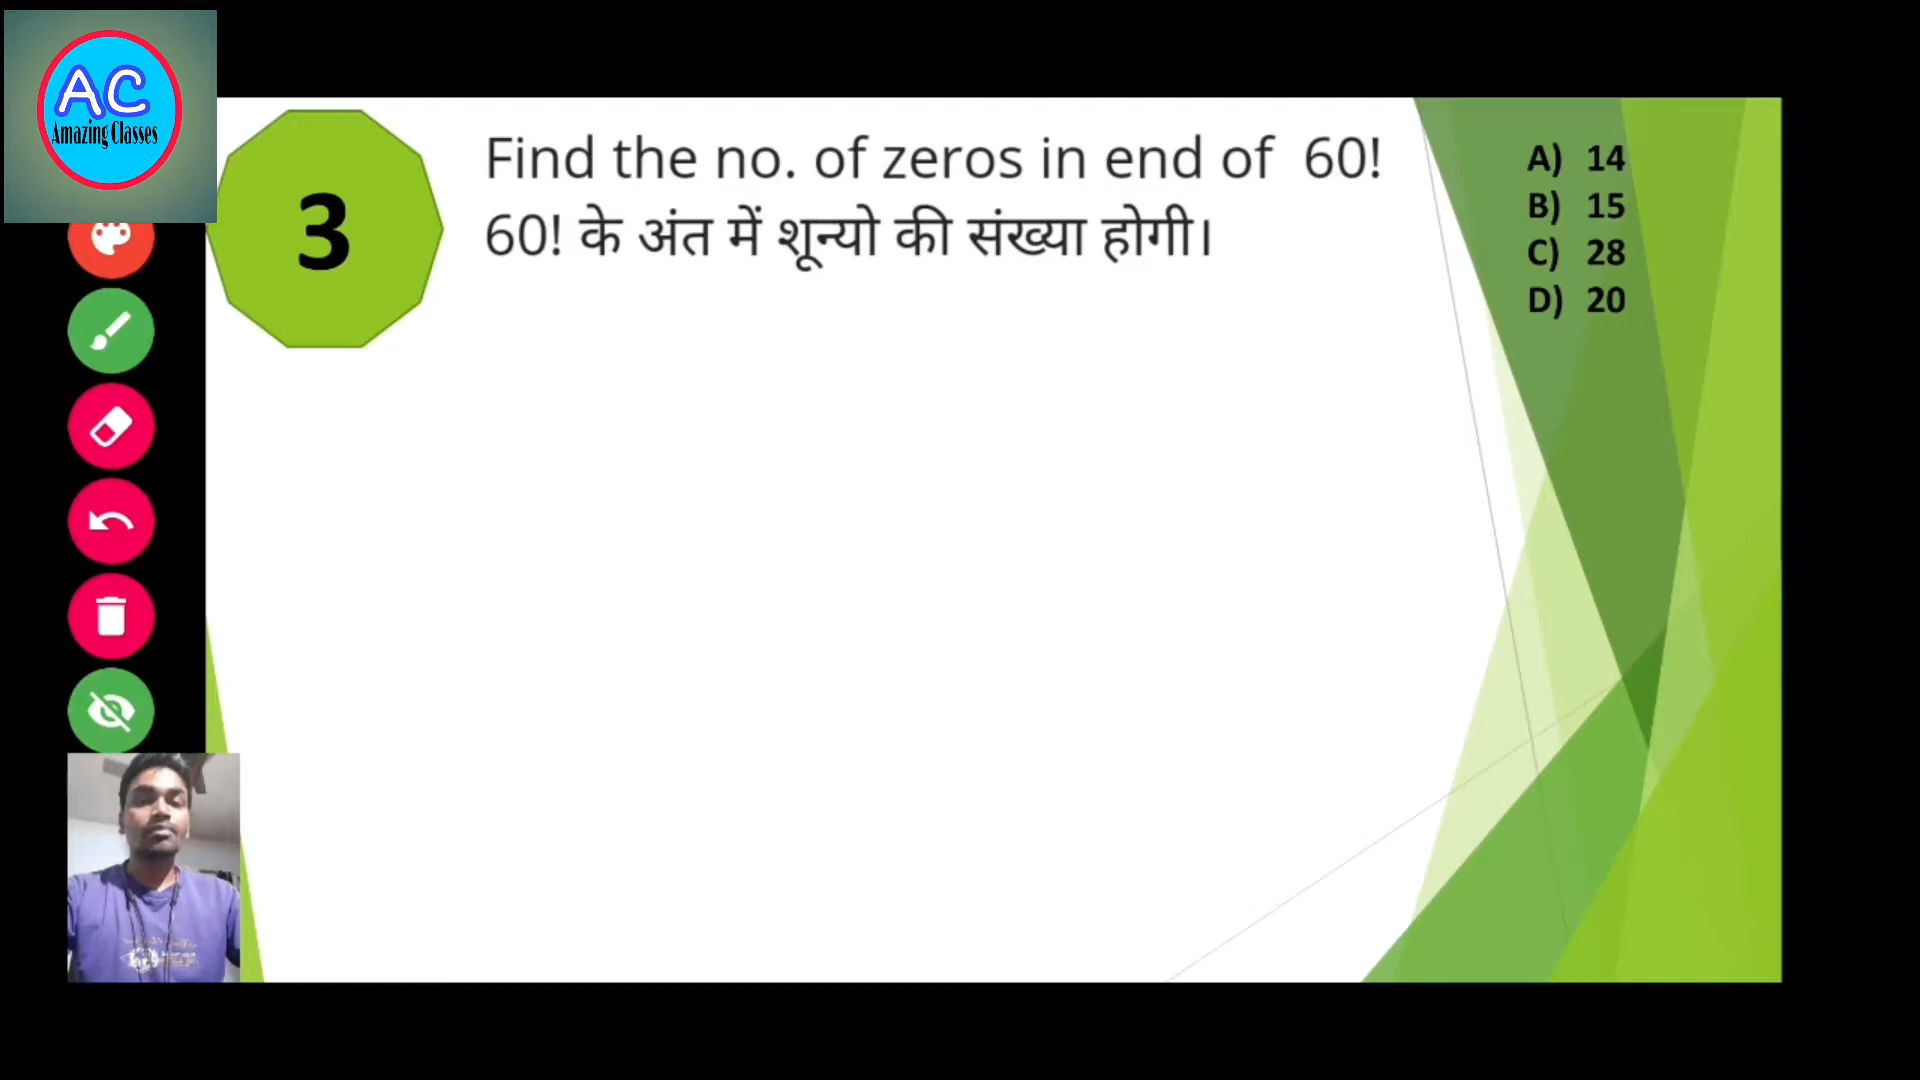 AC
Amazing Classes
3
Find the no. of zeros in end of 60!
60! के अंत में शून्यो की संख्या होगी।
A) 14
B) 15
C) 28
D) 20